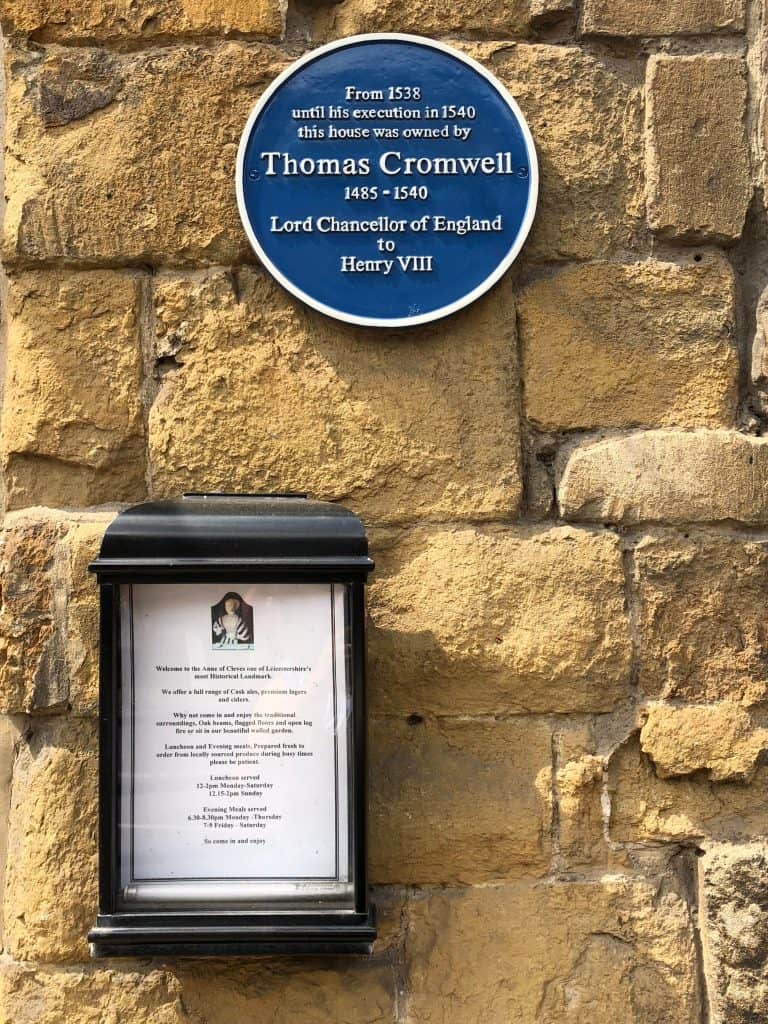 From 1538
until his execution in 1540
this house was owned by
Thomas Cromwell
1485 - 1540
Lord Chancellor of England
to
Henry VIII
Welcome to the Anne of Cleves one of Leicestershire's
most Historical Landmark.
We offer a full range of Cask ales, premium lagers
and ciders.
Why not come in and enjoy the traditional
surroundings, Oak beams, flagged floors and open log
fire or sit in our beautiful walled garden.
Luncheon and Evening meals, Prepared fresh to
order from locally sourced produce during busy times
please be patient.
Luncheon served
12-2pm Monday-Saturday
12.15-2pm Sunday
Evening Meals served
6.30-8.30pm Monday -Thursday
7-9 Friday - Saturday
So come in and enjoy